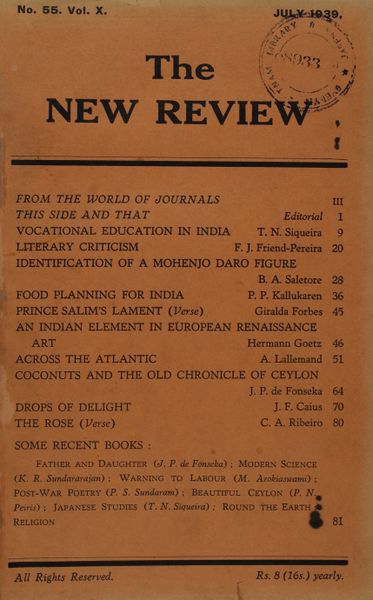 No. 55. Vol. X.
JULY 1939.
LIBRARY
68933
The
NEW REVIEW
FROM THE WORLD OF JOURNALS III
THIS SIDE AND THAT Editorial 1
VOCATIONAL EDUCATION IN INDIA T. N. Siqueira 9
LITERARY CRITICISM F. J. Friend-Pereira 20
IDENTIFICATION OF A MOHENJO DARO FIGURE
B. A. Saletore 28
FOOD PLANNING FOR INDIA P. P. Kallukaren 36
PRINCE SALIM'S LAMENT (Verse) Giralda Forbes 45
AN INDIAN ELEMENT IN EUROPEAN RENAISSANCE
ART Hermann Goetz 46
ACROSS THE ATLANTIC A. Lallemand 51
COCONUTS AND THE OLD CHRONICLE OF CEYLON
J. P. de Fonseka 64
DROPS OF DELIGHT J. F. Caius 70
THE ROSE (Verse) C. A. Ribeiro 80
SOME RECENT BOOKS :
FATHER AND DAUGHTER (J. P. de Fonseka) ; MODERN SCIENCE
(K. R. Sundararajan) ; WARNING TO LABOUR (M. Arokiaswami) ;
POST-WAR POETRY (P. S. Sundaram) ; BEAUTIFUL CEYLON (P. N.
Peiris) ; JAPANESE STUDIES (T. N. Siqueira) ; ROUND THE EARTH ;
RELIGION 81
All Rights Reserved.
Rs. 8 (16s.) yearly.